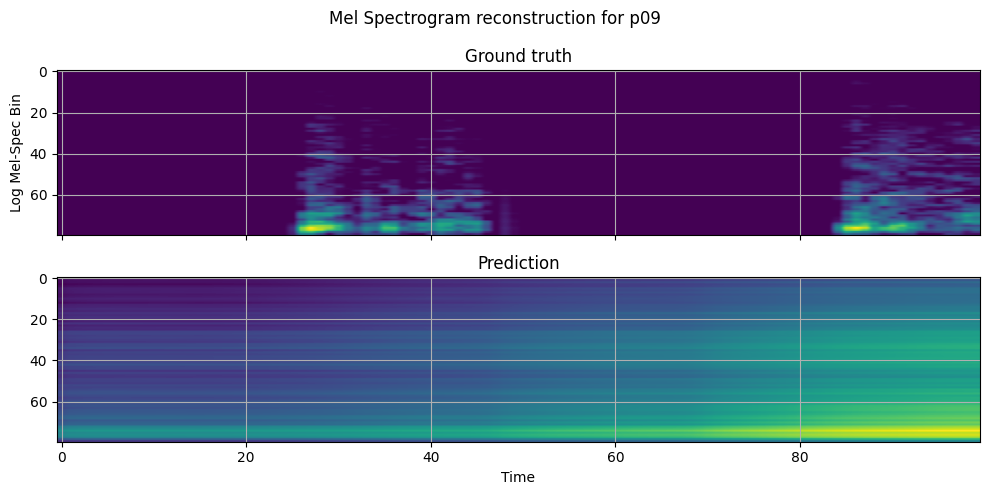 Mel Spectrogram reconstruction for p09
Ground truth
Log Mel-Spec Bin
0
20
40
60
Prediction
0
20
40
60
0 20 40 60 80
Time